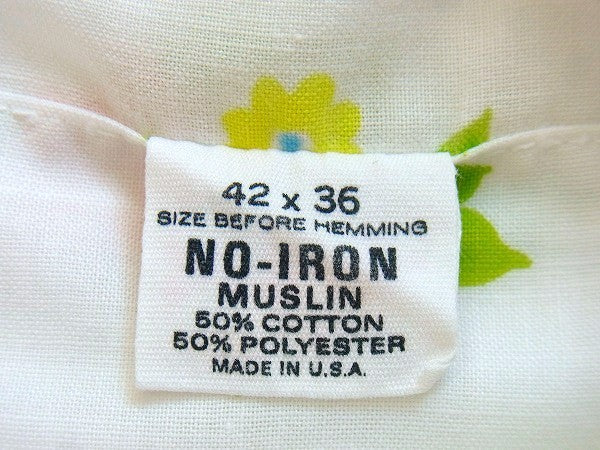 42 x 36
SIZE BEFORE HEMMING
NO-IRON
MUSLIN
50% COTTON
50% POLYESTER
MADE IN U.S.A.